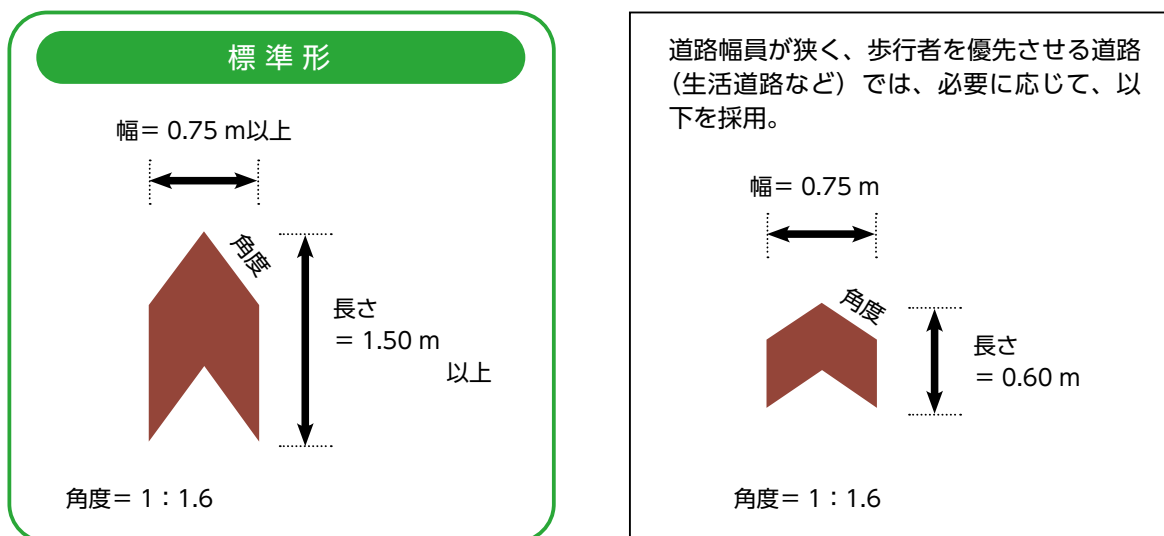 標準形
幅＝ 0.75 m以上
角度
長さ
＝ 1.50 m
以上
角度＝ 1：1.6
道路幅員が狭く、歩行者を優先させる道路
（生活道路など）では、必要に応じて、以
下を採用。
幅＝ 0.75 m
角度
長さ
＝ 0.60 m
角度＝ 1：1.6